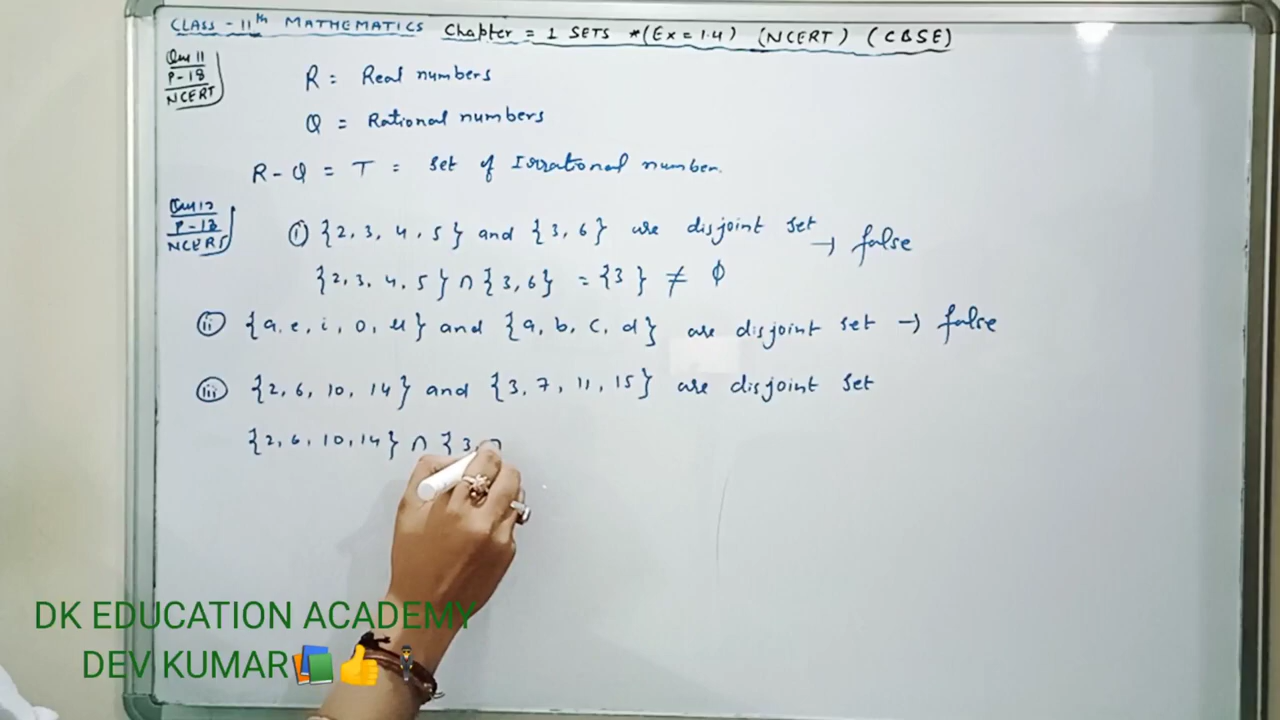 CLASS - 11th MATHEMATICS Chapter = 1 SETS *(Ex = 1.4) (NCERT) (CBSE)
Qus 11
P-18
NCERT
R = Real numbers
Q = Rational numbers
R - Q = T = Set of Irrational number.
Qus 12
P-18
NCERT
(i) {2, 3, 4, 5} and {3, 6} are disjoint set → false
{2, 3, 4, 5} ∩ {3, 6} = {3} ≠ ϕ
(ii) {a, e, i, o, u} and {a, b, c, d} are disjoint set → false
(iii) {2, 6, 10, 14} and {3, 7, 11, 15} are disjoint set
{2, 6, 10, 14} ∩ {3, 7
DK EDUCATION ACADEMY
DEV KUMAR📚👍🕴